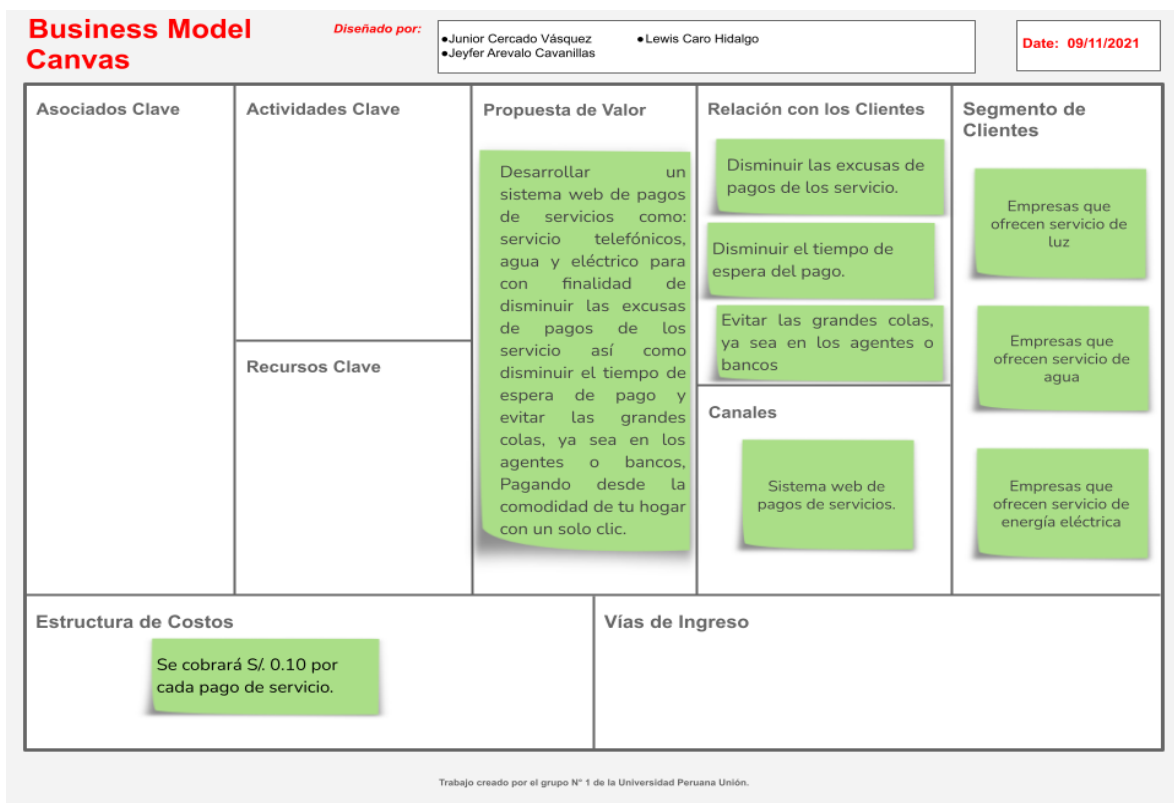 Business Model
Canvas
Diseñado por:
●Junior Cercado Vásquez ●Lewis Caro Hidalgo
●Jeyfer Arevalo Cavanillas
Date: 09/11/2021
Asociados Clave
Actividades Clave
Recursos Clave
Propuesta de Valor
Desarrollar un
sistema web de pagos
de servicios como:
servicio telefónicos,
agua y eléctrico para
con finalidad de
disminuir las excusas
de pagos de los
servicio así como
disminuir el tiempo de
espera de pago y
evitar las grandes
colas, ya sea en los
agentes o bancos,
Pagando desde la
comodidad de tu hogar
con un solo clic.
Relación con los Clientes
Disminuir las excusas de
pagos de los servicio.
Disminuir el tiempo de
espera del pago.
Evitar las grandes colas,
ya sea en los agentes o
bancos
Canales
Sistema web de
pagos de servicios.
Segmento de
Clientes
Empresas que
ofrecen servicio de
luz
Empresas que
ofrecen servicio de
agua
Empresas que
ofrecen servicio de
energía eléctrica
Estructura de Costos
Se cobrará S/. 0.10 por
cada pago de servicio.
Vías de Ingreso
Trabajo creado por el grupo N° 1 de la Universidad Peruana Unión.